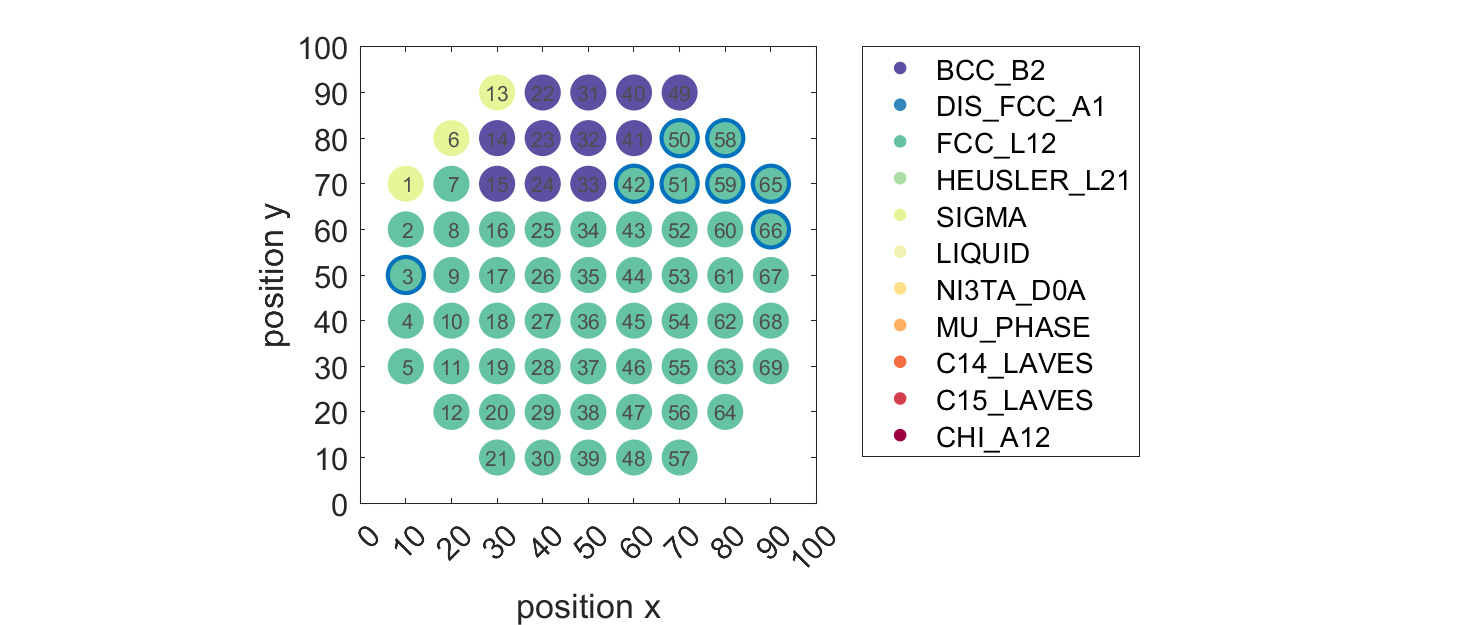 100
90
80
70
60
50
40
30
20
10
0
position y
13 22 31 40 49
6 14 23 32 41 50 58
1 7 15 24 33 42 51 59 65
2 8 16 25 34 43 52 60 66
3 9 17 26 35 44 53 61 67
4 10 18 27 36 45 54 62 68
5 11 19 28 37 46 55 63 69
12 20 29 38 47 56 64
21 30 39 48 57
0 10 20 30 40 50 60 70 80 90 100
position x
BCC_B2
DIS_FCC_A1
FCC_L12
HEUSLER_L21
SIGMA
LIQUID
NI3TA_D0A
MU_PHASE
C14_LAVES
C15_LAVES
CHI_A12